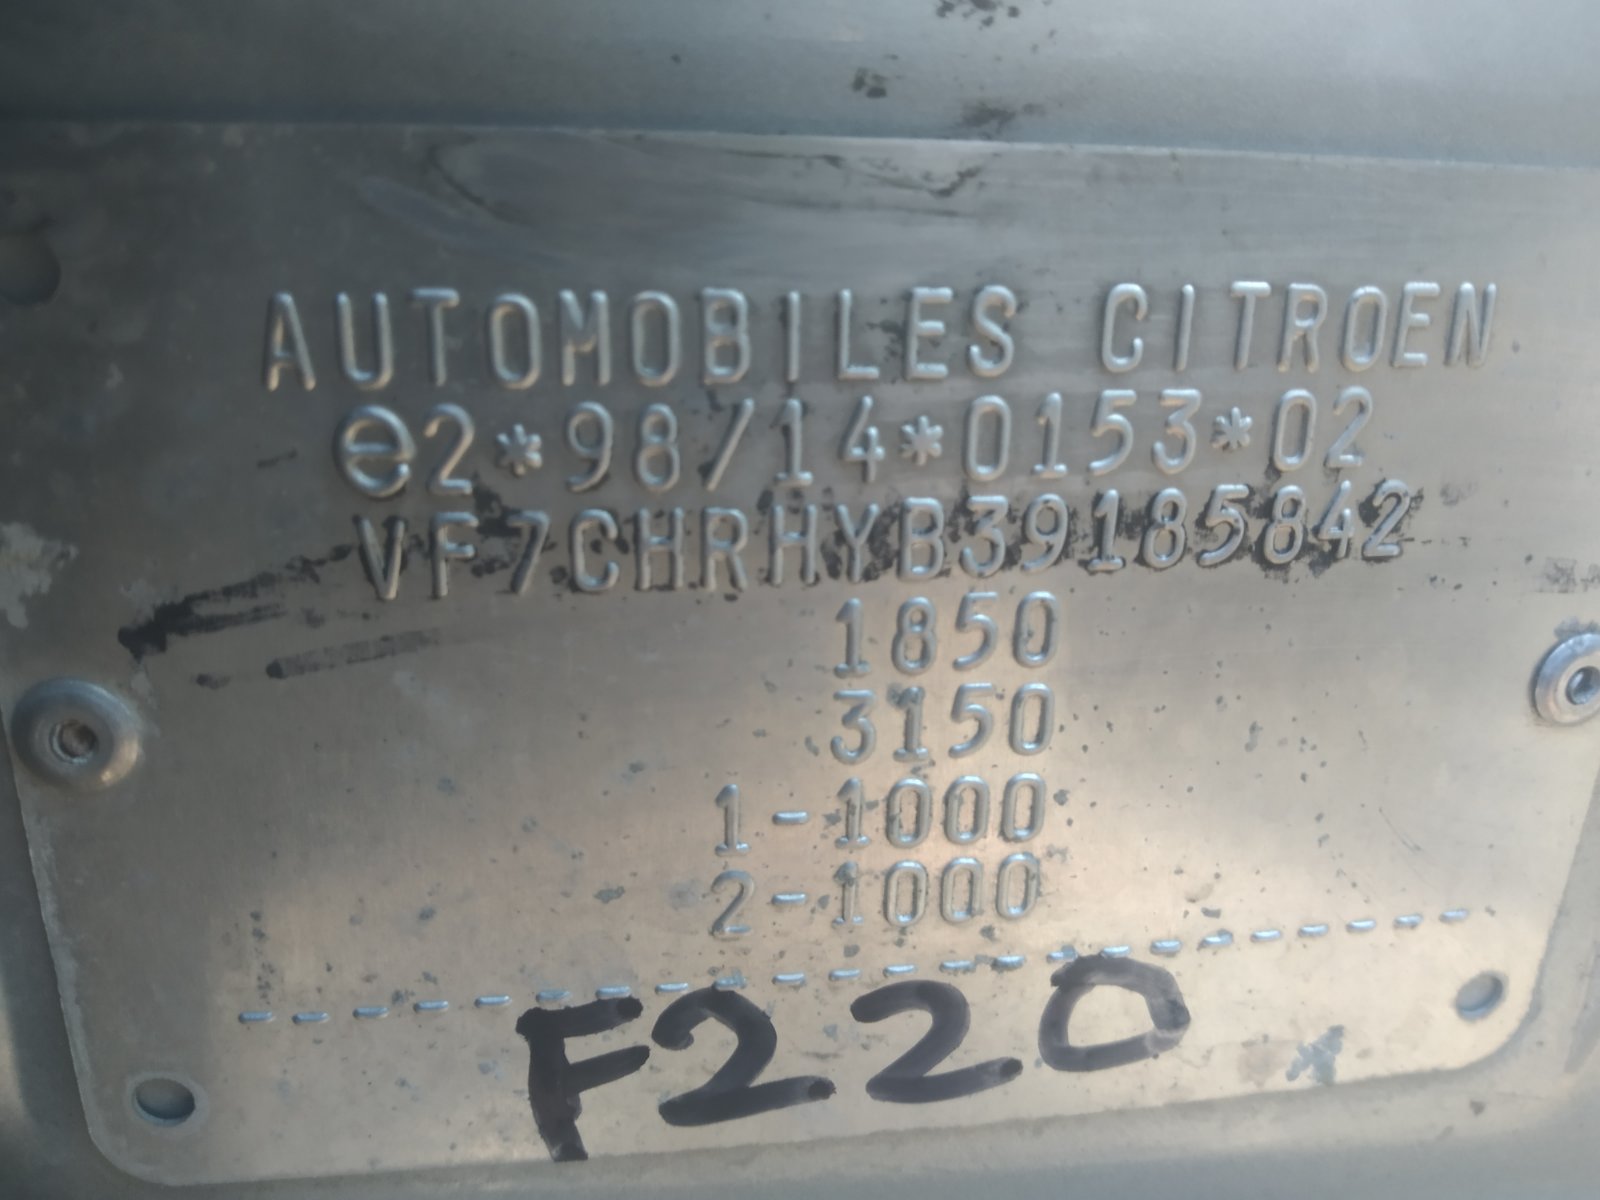 AUTOMOBILES CITROEN
e2*98/14*0153*02
VF7CHRHYB39185842
1850
3150
1-1000
2-1000
---------------------
F220